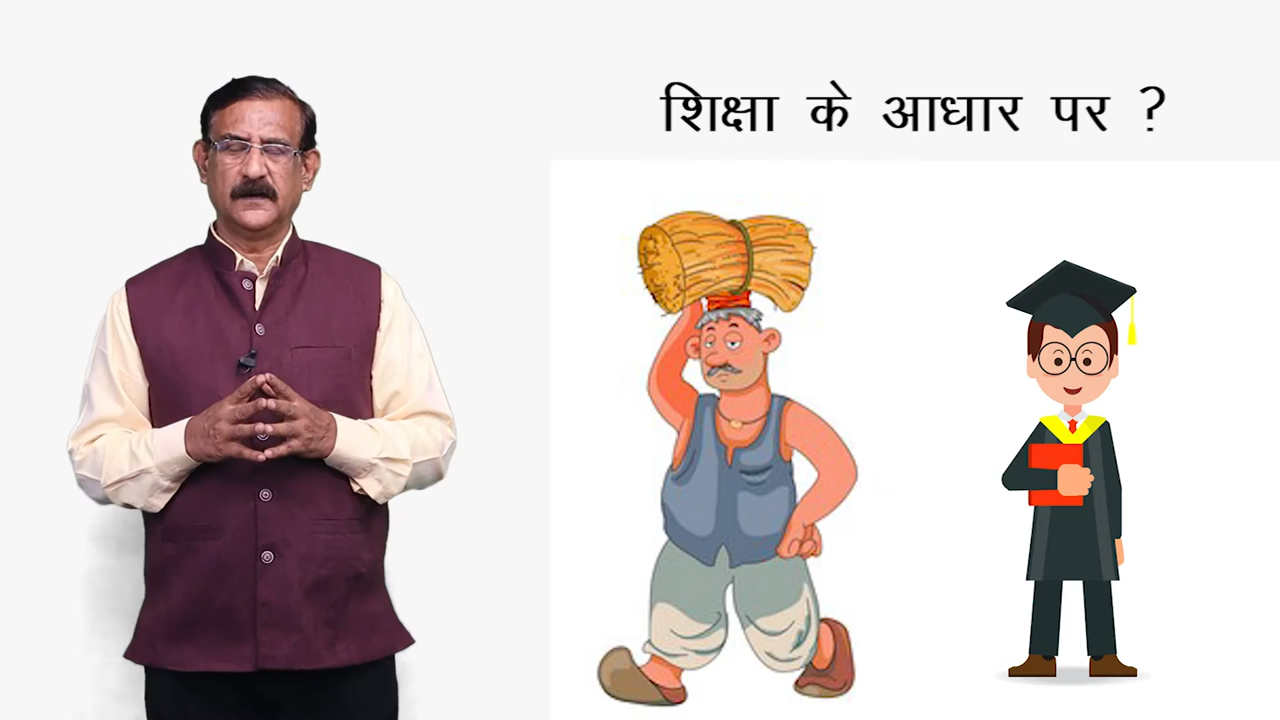 शिक्षा के आधार पर ?